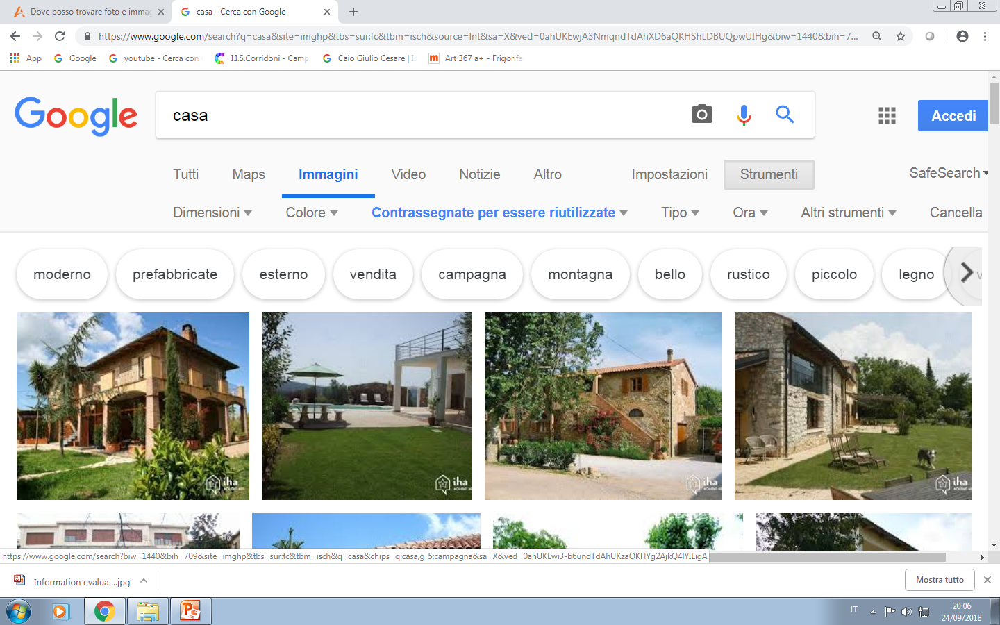 Dove posso trovare foto e immag
casa - Cerca con Google
https://www.google.com/search?q=casa&site=imghp&tbs=sur:fc&tbm=isch&source=lnt&sa=X&ved=0ahUKEwjA3NmqndTdAhXD6aQKHShLDBUQpwUIHg&biw=1440&bih=7...
App
Google
youtube - Cerca con
I.I.S.Corridoni - Camp
Caio Giulio Cesare | Is
Art 367 a+ - Frigorife
Google
casa
Accedi
Tutti
Maps
Immagini
Video
Notizie
Altro
Impostazioni
Strumenti
SafeSearch
Dimensioni
Colore
Contrassegnate per essere riutilizzate
Tipo
Ora
Altri strumenti
Cancella
moderno
prefabbricate
esterno
vendita
campagna
montagna
bello
rustico
piccolo
legno
v
iha
iha
iha
iha
https://www.google.com/search?biw=1440&bih=709&site=imghp&tbs=sur:fc&tbm=isch&q=casa&chips=q:casa,g_5:campagna&sa=X&ved=0ahUKEwi3-b6undTdAhUKzaQKHYg2AjkQ4lYILigA
Information evalua....jpg
Mostra tutto
IT
20:06
24/09/2018